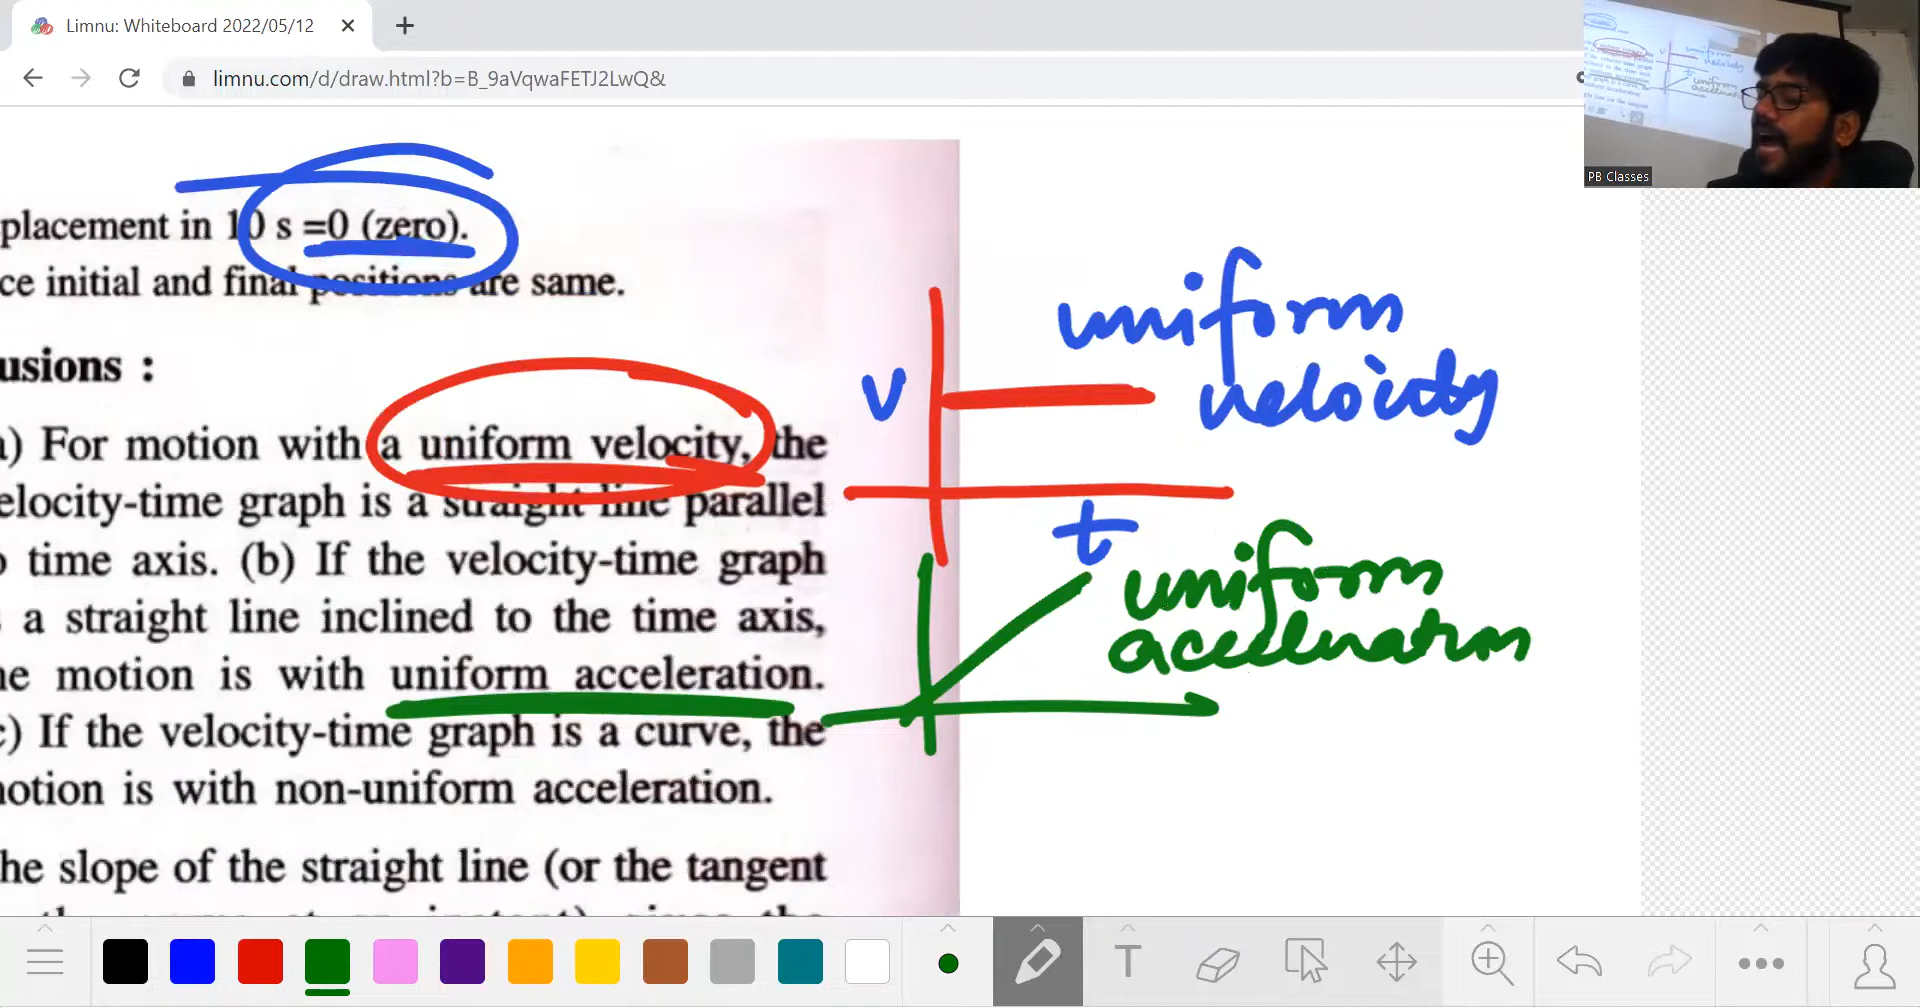 Limnu: Whiteboard 2022/05/12
limnu.com/d/draw.html?b=B_9aVqwaFETJ2LwQ&
PB Classes
placement in 10 s =0 (zero).
ce initial and final positions are same.
usions :
a) For motion with a uniform velocity, the
elocity-time graph is a straight line parallel
o time axis. (b) If the velocity-time graph
a straight line inclined to the time axis,
ne motion is with uniform acceleration.
c) If the velocity-time graph is a curve, the
notion is with non-uniform acceleration.
he slope of the straight line (or the tangent
uniform
velocity
v
t
uniform
acceleration
T